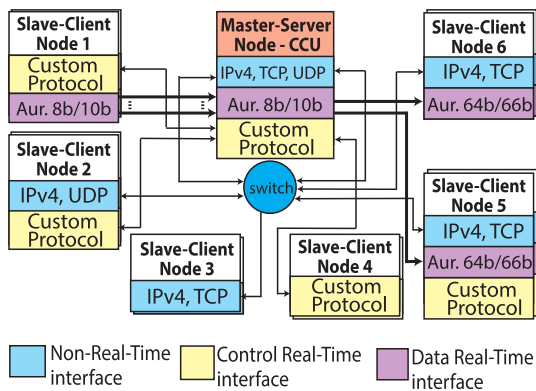 Slave-Client
Node 1
Custom
Protocol
Aur. 8b/10b
Master-Server
Node - CCU
IPv4, TCP, UDP
Aur. 8b/10b
Custom
Protocol
Slave-Client
Node 6
IPv4, TCP
Aur. 64b/66b
Slave-Client
Node 2
IPv4, UDP
Custom
Protocol
switch
Slave-Client
Node 5
IPv4, TCP
Aur. 64b/66b
Custom
Protocol
Slave-Client
Node 3
IPv4, TCP
Slave-Client
Node 4
Custom
Protocol
Non-Real-Time
interface
Control Real-Time
interface
Data Real-Time
interface